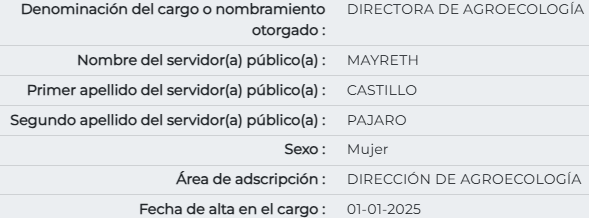 Denominación del cargo o nombramiento DIRECTORA DE AGROECOLOGÍA
otorgado :
Nombre del servidor(a) público(a) : MAYRETH
Primer apellido del servidor(a) público(a) : CASTILLO
Segundo apellido del servidor(a) público(a) : PAJARO
Sexo : Mujer
Área de adscripción : DIRECCIÓN DE AGROECOLOGÍA
Fecha de alta en el cargo : 01-01-2025